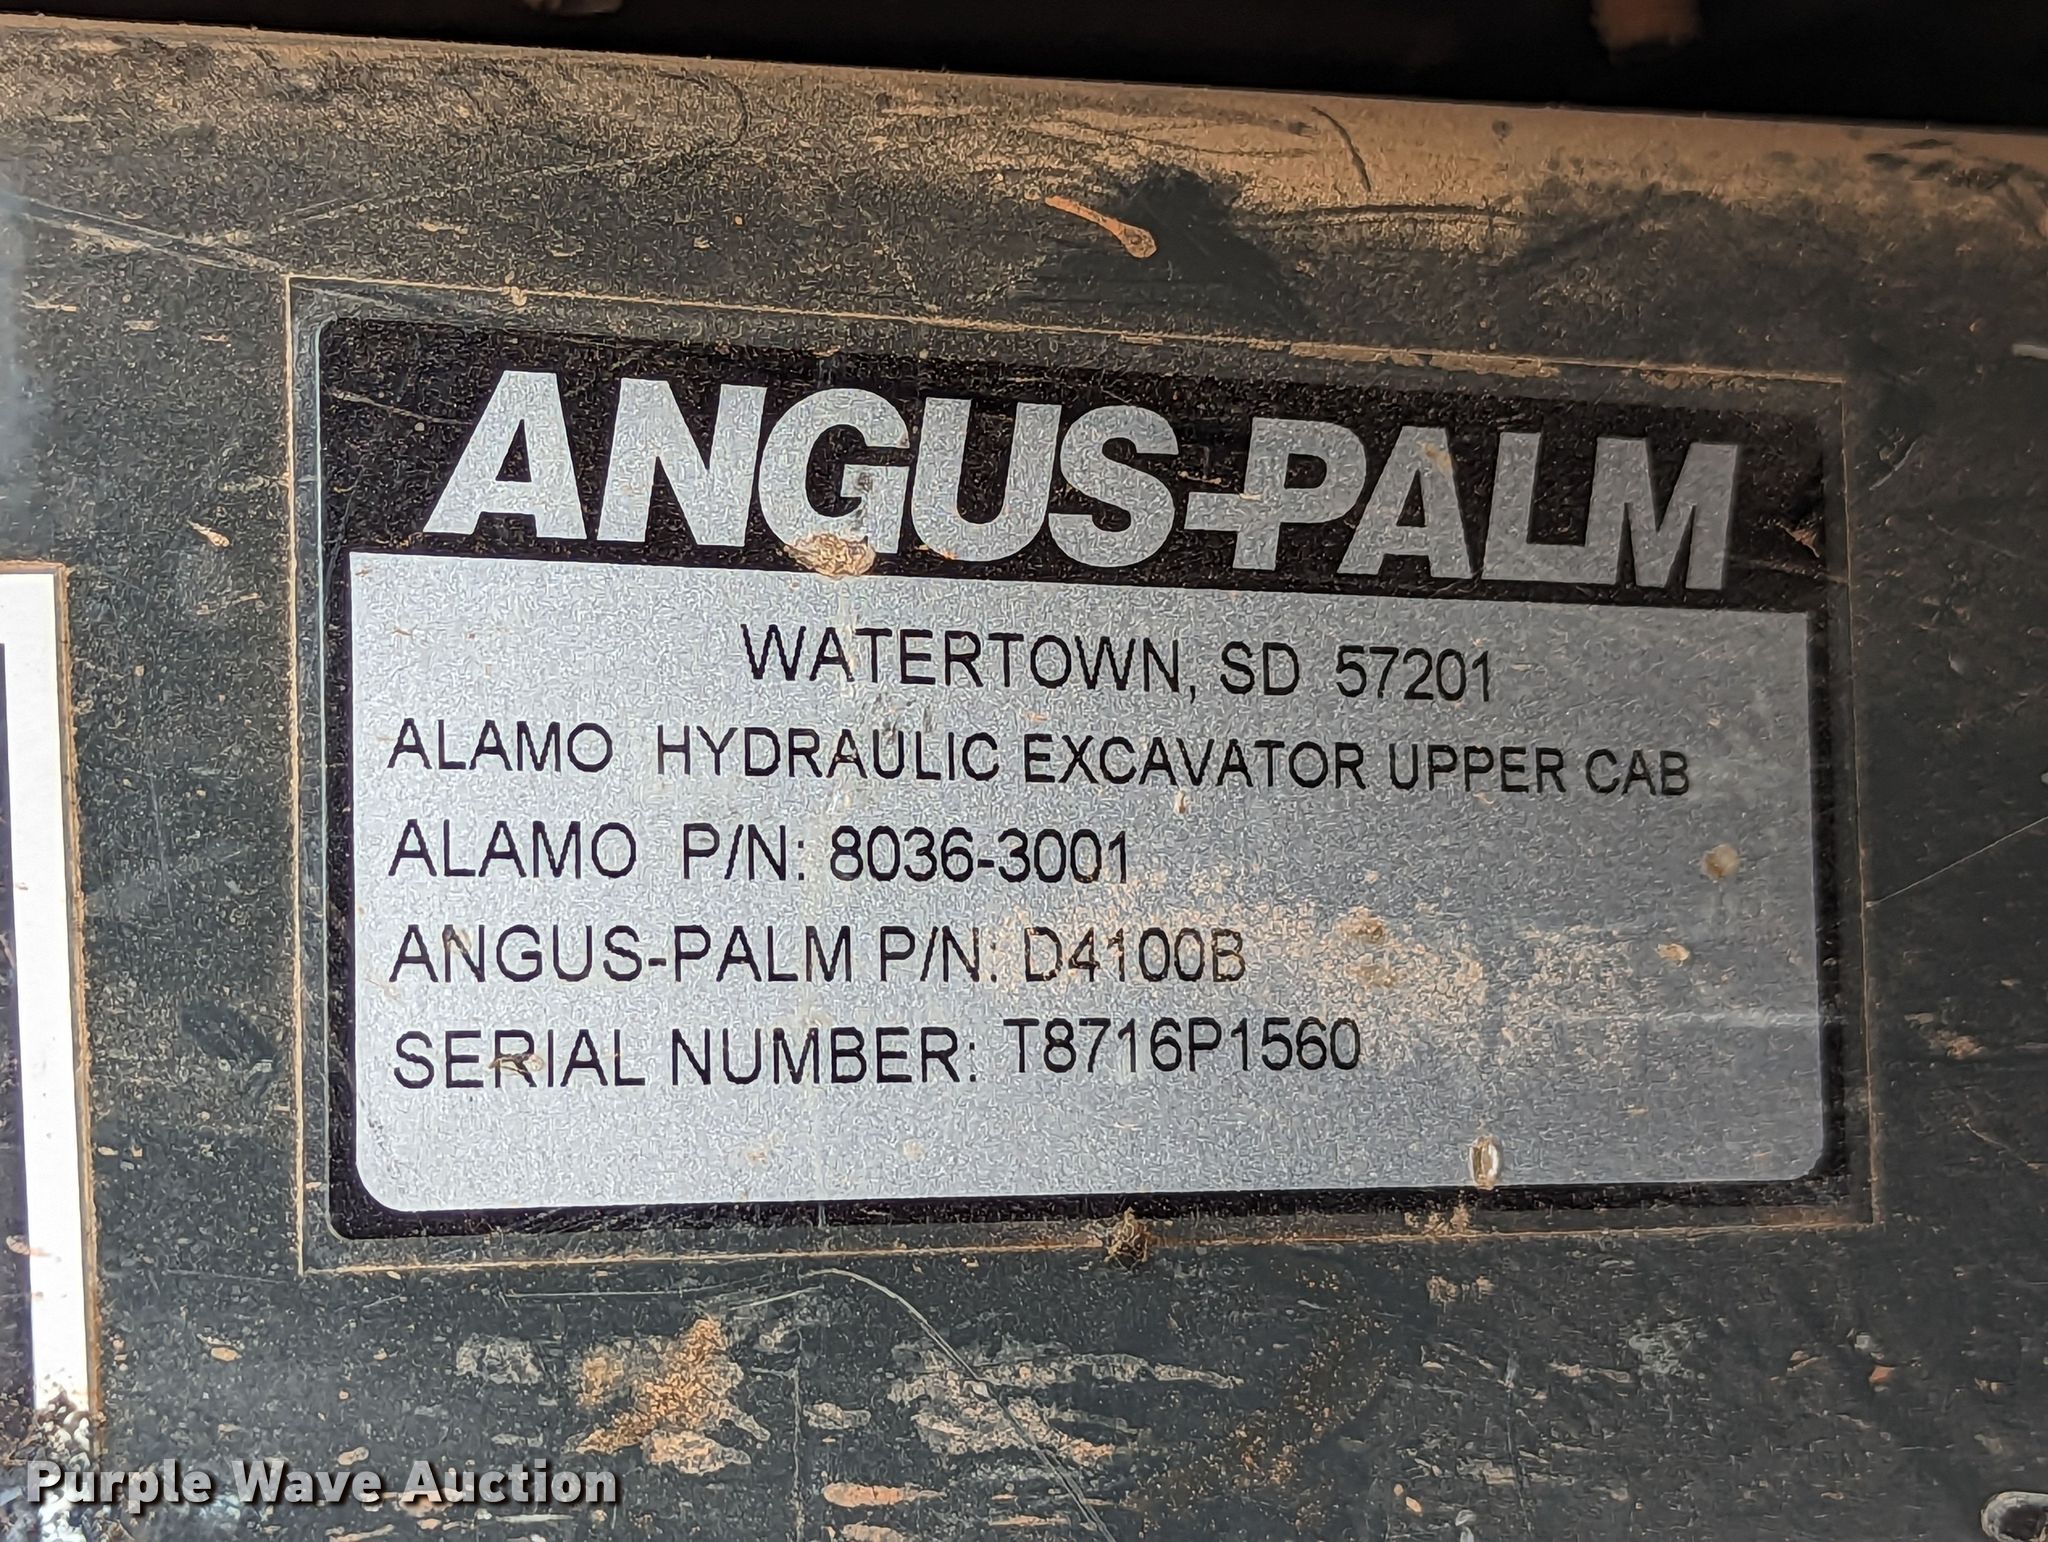 ANGUS-PALM
WATERTOWN, SD 57201
ALAMO HYDRAULIC EXCAVATOR UPPER CAB
ALAMO P/N: 8036-3001
ANGUS-PALM P/N: D4100B
SERIAL NUMBER: T8716P1560
Purple Wave Auction